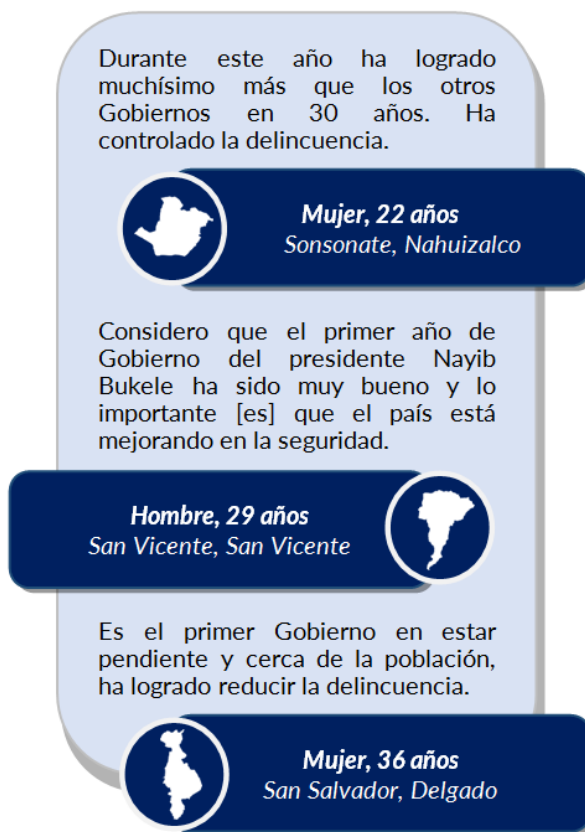 Durante este año ha logrado
muchísimo más que los otros
Gobiernos en 30 años. Ha
controlado la delincuencia.
Mujer, 22 años
Sonsonate, Nahuizalco
Considero que el primer año de
Gobierno del presidente Nayib
Bukele ha sido muy bueno y lo
importante [es] que el país está
mejorando en la seguridad.
Hombre, 29 años
San Vicente, San Vicente
Es el primer Gobierno en estar
pendiente y cerca de la población,
ha logrado reducir la delincuencia.
Mujer, 36 años
San Salvador, Delgado